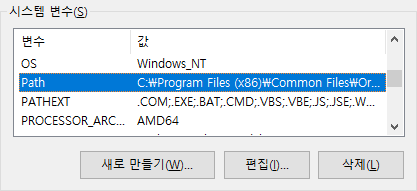 시스템 변수(S)
변수 값
OS Windows_NT
Path C:₩Program Files (x86)₩Common Files₩Or...
PATHEXT .COM;.EXE;.BAT;.CMD;.VBS;.VBE;.JS;.JSE;.W...
PROCESSOR_ARC... AMD64
새로 만들기(W)... 편집(I)... 삭제(L)